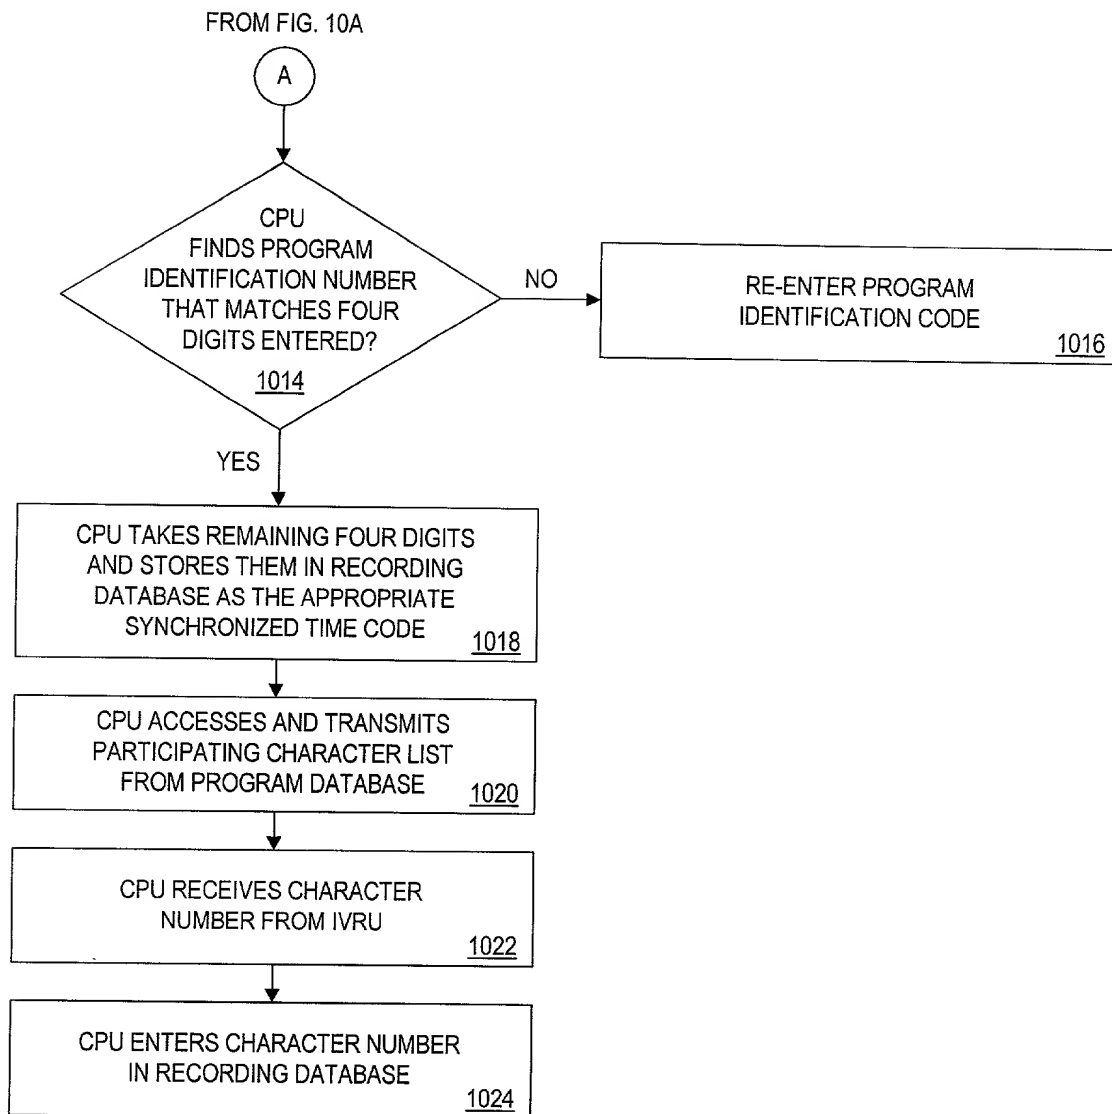 FROM FIG. 10A
A
CPU
FINDS PROGRAM
IDENTIFICATION NUMBER
THAT MATCHES FOUR
DIGITS ENTERED?
1014
NO
RE-ENTER PROGRAM
IDENTIFICATION CODE
1016
YES
CPU TAKES REMAINING FOUR DIGITS
AND STORES THEM IN RECORDING
DATABASE AS THE APPROPRIATE
SYNCHRONIZED TIME CODE
1018
CPU ACCESSES AND TRANSMITS
PARTICIPATING CHARACTER LIST
FROM PROGRAM DATABASE
1020
CPU RECEIVES CHARACTER
NUMBER FROM IVRU
1022
CPU ENTERS CHARACTER NUMBER
IN RECORDING DATABASE
1024